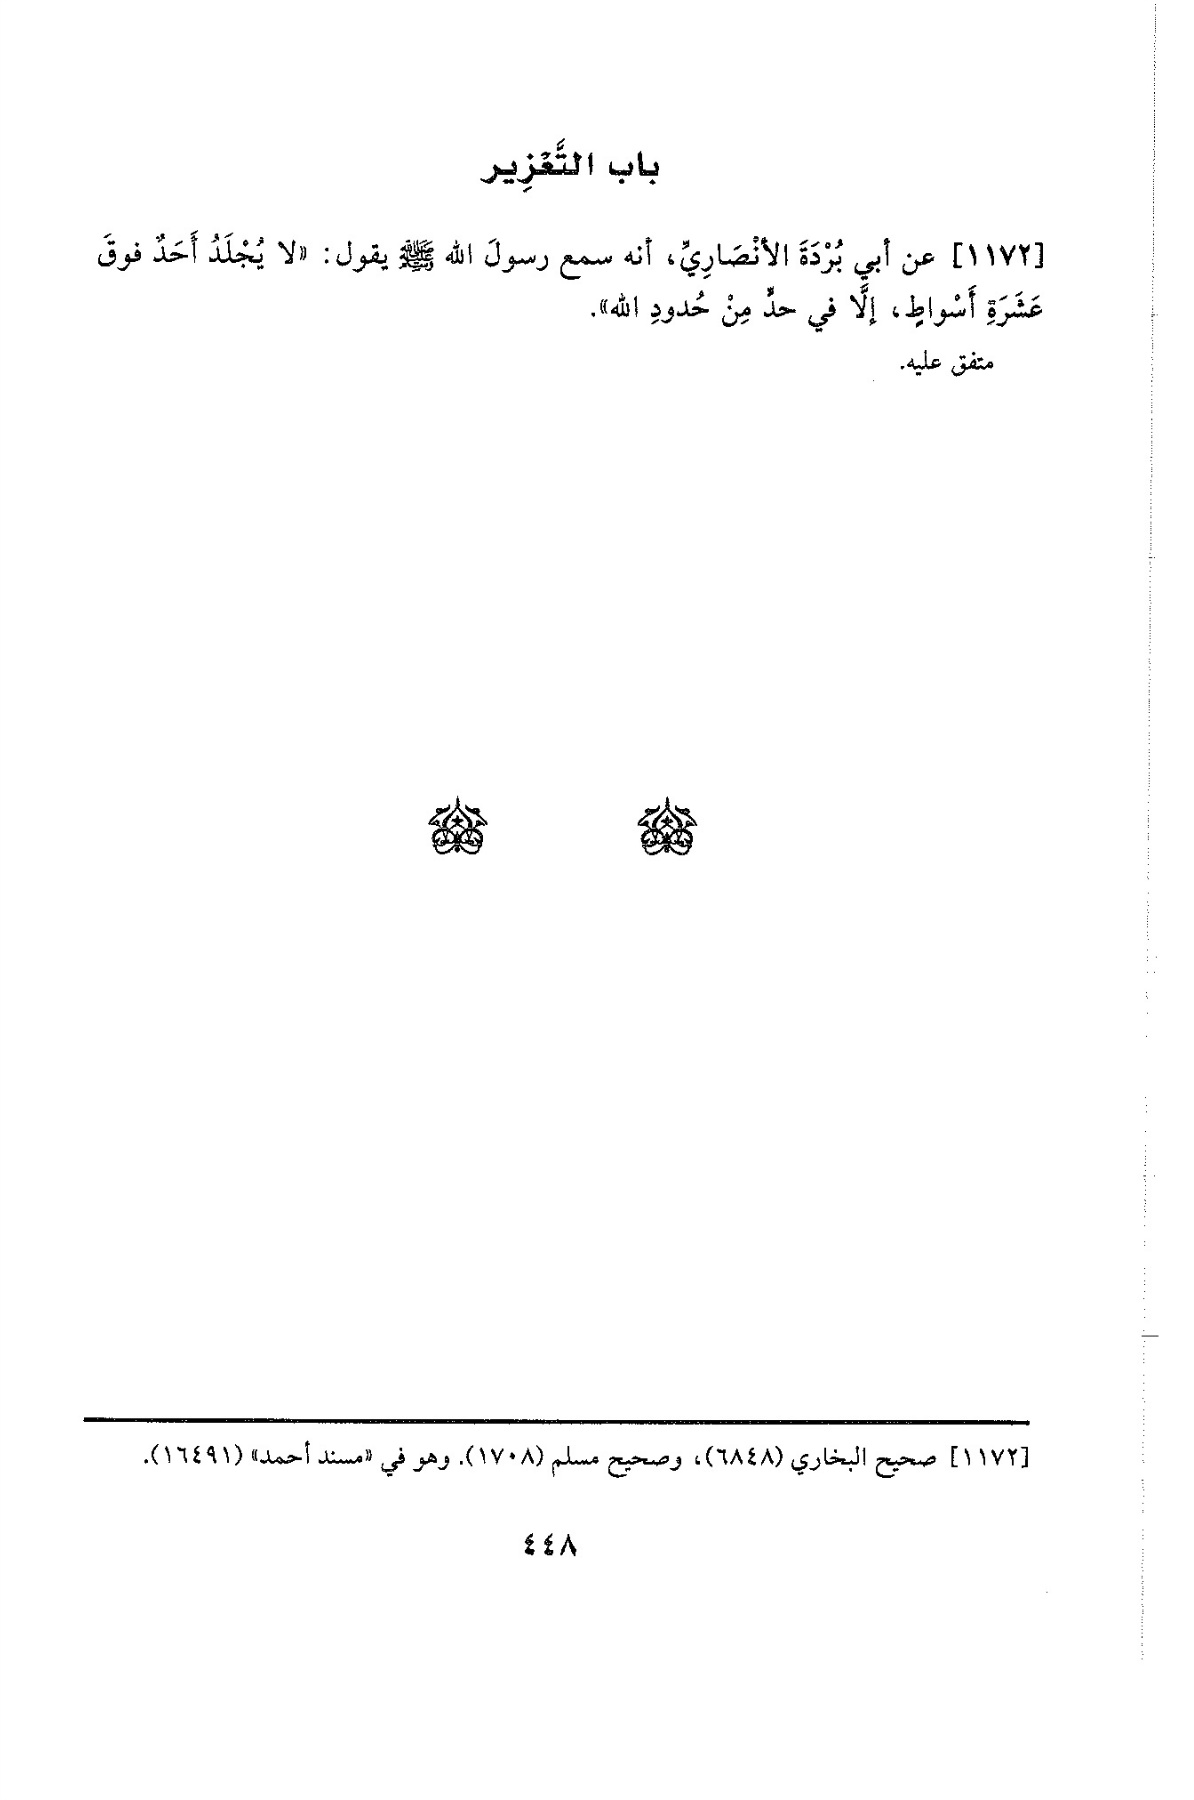 باب التَّعْزِير
[١١٧٢] عن أبي بُرْدَةَ الأنْصَارِيِّ، أنه سمع رسولَ الله ﷺ يقول: «لا يُجْلَدُ أَحَدٌ فوقَ
عَشَرَةِ أَسْواطٍ، إلَّا في حدٍّ مِنْ حُدودِ الله».
متفق عليه.
[١١٧٢] صحيح البخاري (٦٨٤٨)، وصحيح مسلم (١٧٠٨). وهو في «مسند أحمد» (١٦٤٩١).
٤٤٨